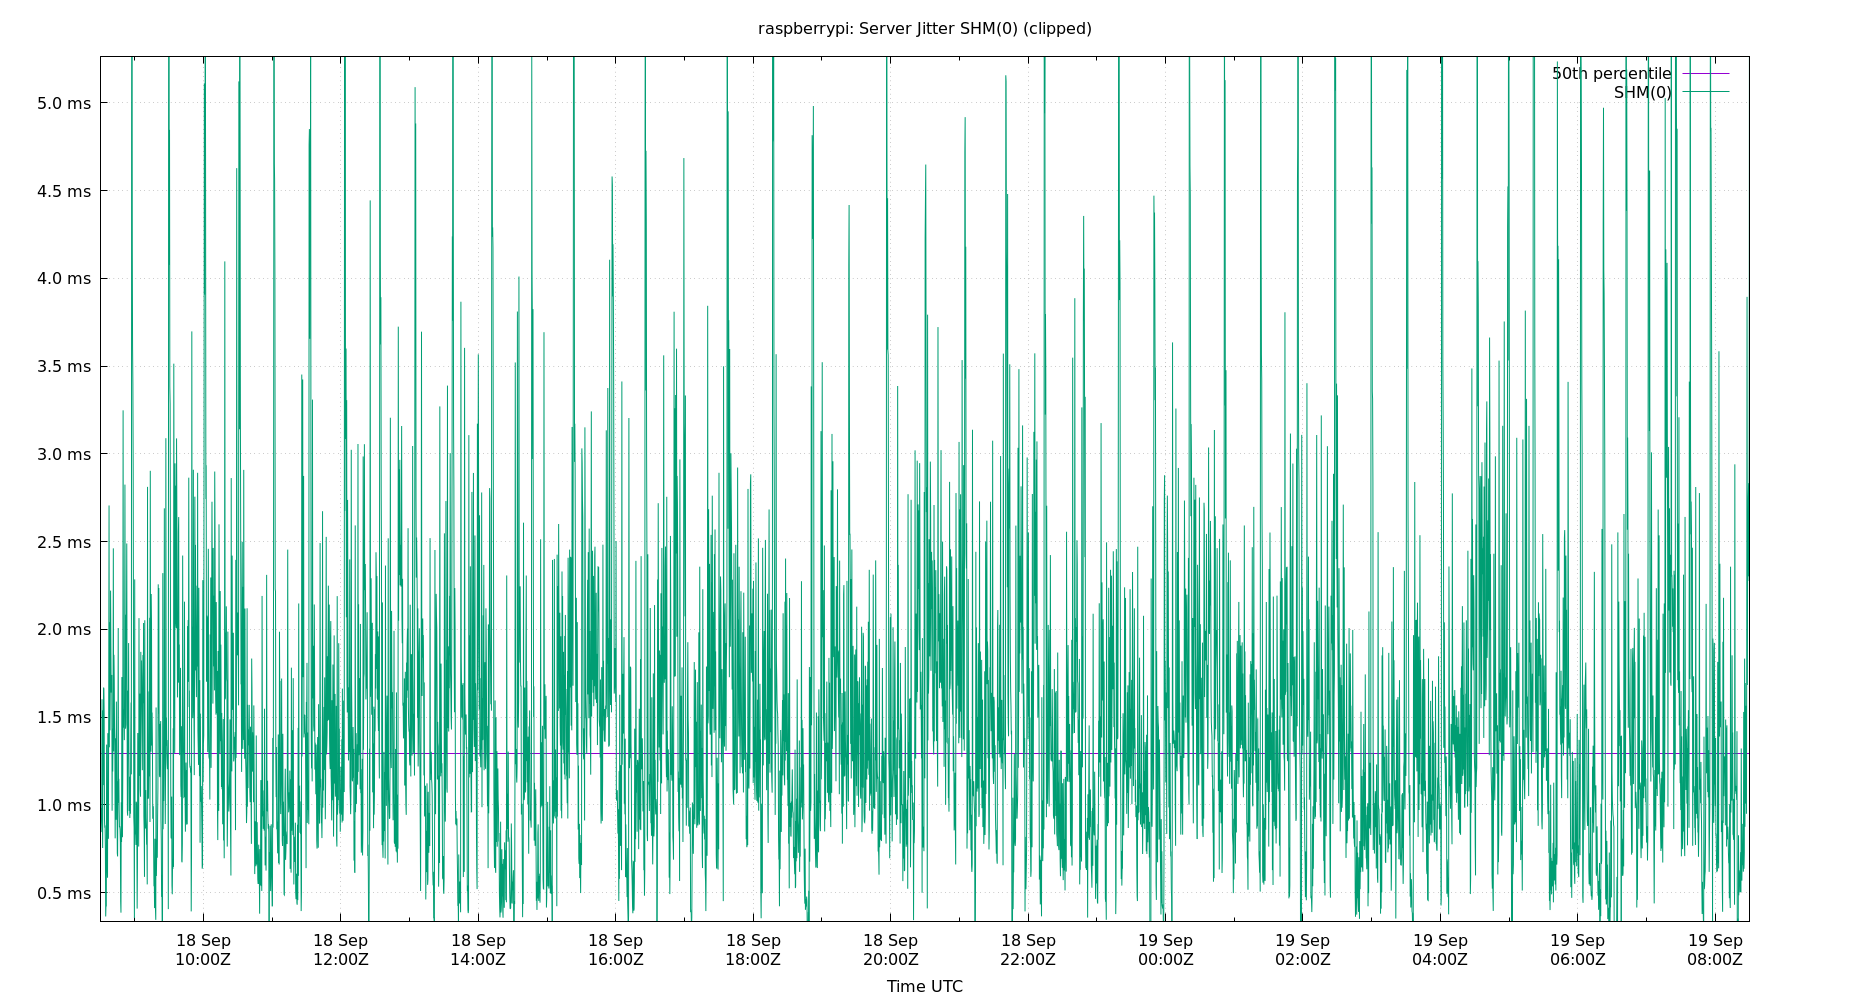 raspberrypi: Server Jitter SHM(0) (clipped)
50th percentile
SHM(0)
5.0 ms
4.5 ms
4.0 ms
3.5 ms
3.0 ms
2.5 ms
2.0 ms
1.5 ms
1.0 ms
0.5 ms
18 Sep 18 Sep 18 Sep 18 Sep 18 Sep 18 Sep 18 Sep 19 Sep 19 Sep 19 Sep 19 Sep 19 Sep
10:00Z 12:00Z 14:00Z 16:00Z 18:00Z 20:00Z 22:00Z 00:00Z 02:00Z 04:00Z 06:00Z 08:00Z
Time UTC